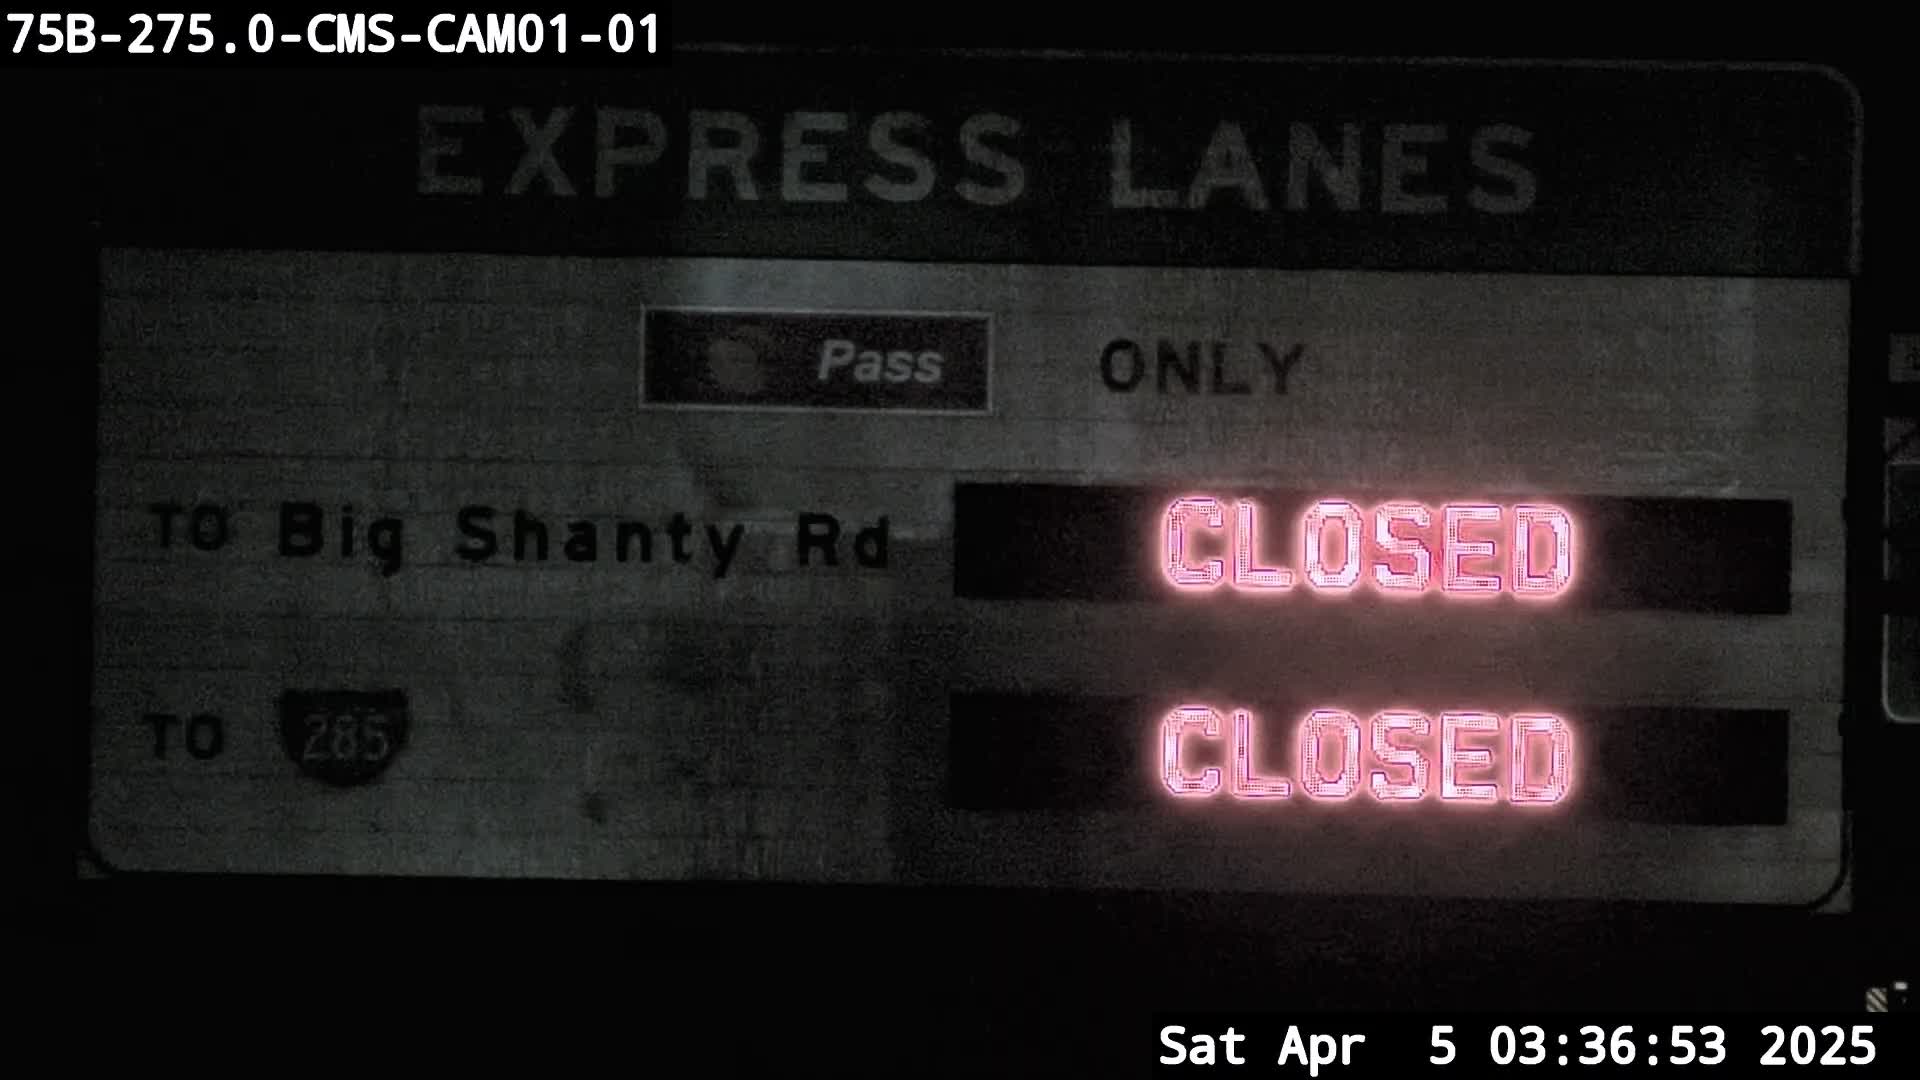 75B-275.0-CMS-CAM01-01
EXPRESS LANES
Pass ONLY
TO Big Shanty Rd CLOSED
TO 285 CLOSED
Sat Apr 5 03:36:53 2025